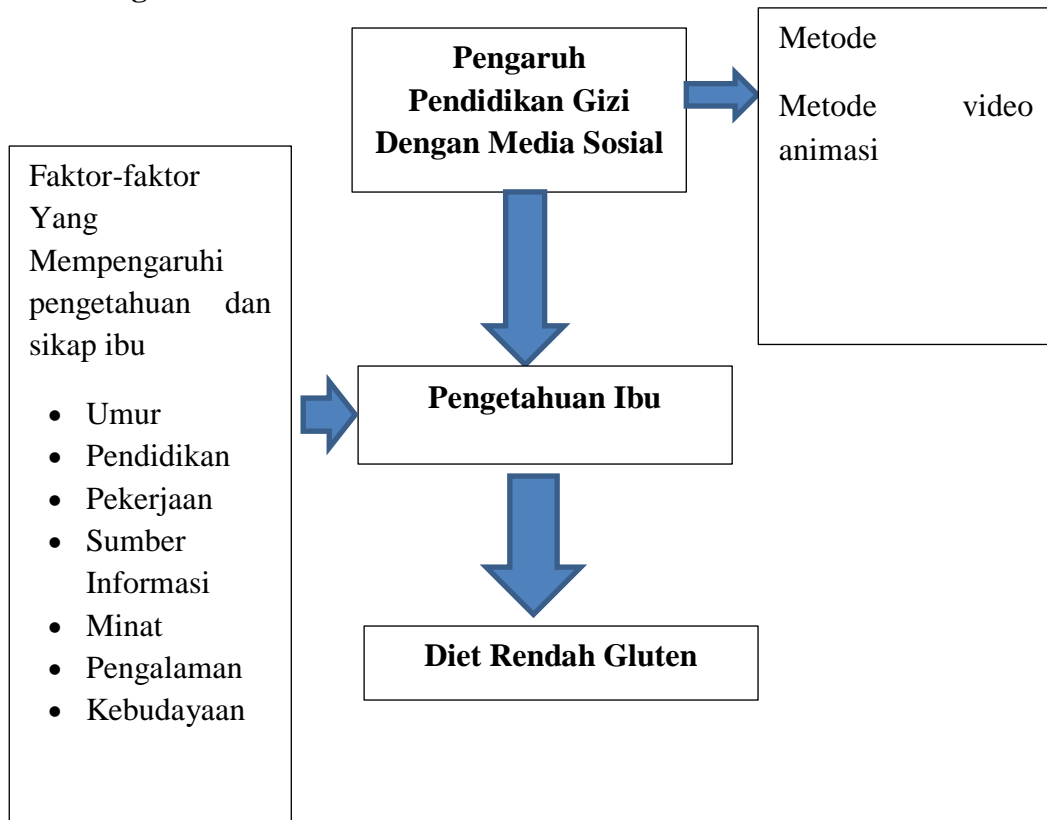 Pengaruh
Pendidikan Gizi
Dengan Media Sosial
Metode
Metode video
animasi
Faktor-faktor
Yang
Mempengaruhi
pengetahuan dan
sikap ibu
• Umur
• Pendidikan
• Pekerjaan
• Sumber
Informasi
• Minat
• Pengalaman
• Kebudayaan
Pengetahuan Ibu
Diet Rendah Gluten